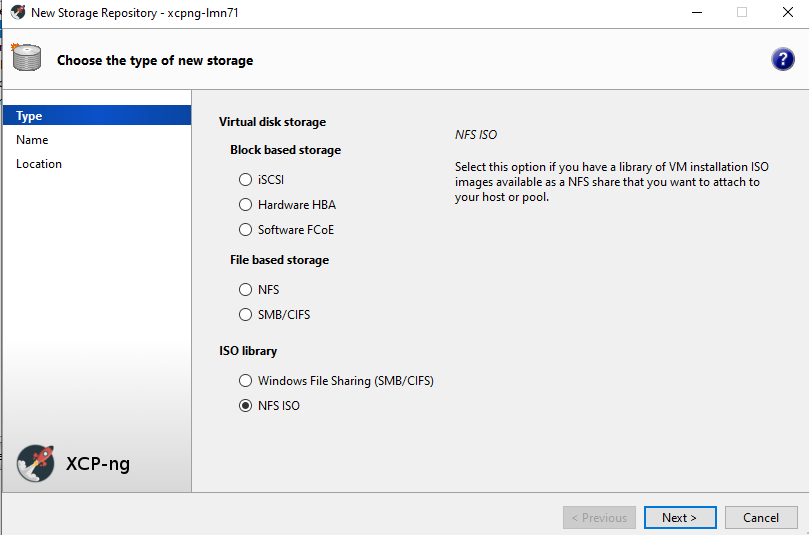 New Storage Repository - xcpng-lmn71
Choose the type of new storage
?
Type
Name
Location
Virtual disk storage
Block based storage
iSCSI
Hardware HBA
Software FCoE
File based storage
NFS
SMB/CIFS
ISO library
Windows File Sharing (SMB/CIFS)
NFS ISO
NFS ISO
Select this option if you have a library of VM installation ISO
images available as a NFS share that you want to attach to
your host or pool.
XCP-ng
< Previous
Next >
Cancel